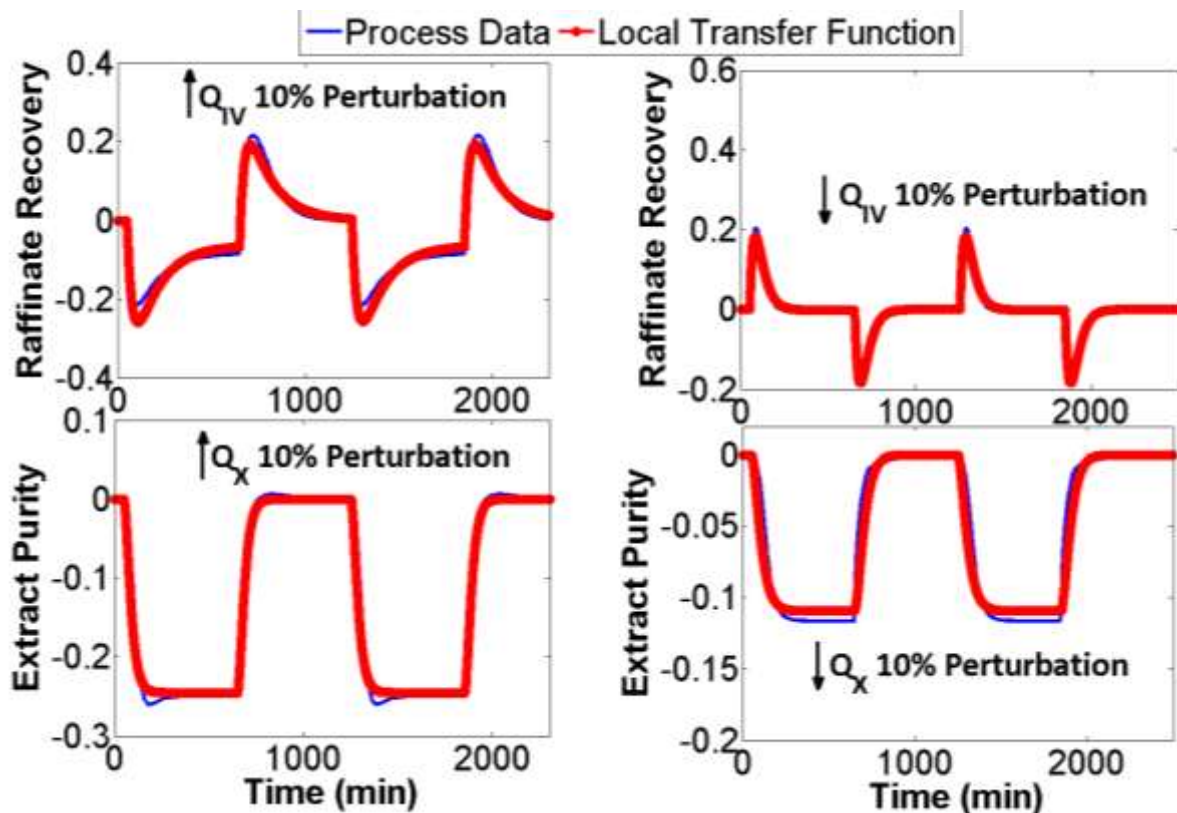 Process Data Local Transfer Function
Raffinate Recovery
0.4
0.2
0
-0.2
-0.4
↑Q_IV 10% Perturbation
0 1000 2000
Raffinate Recovery
0.6
0.4
0.2
0
-0.2
↓Q_IV 10% Perturbation
0 1000 2000
Extract Purity
0.1
0
-0.1
-0.2
-0.3
↑Q_X 10% Perturbation
0 1000 2000
Time (min)
Extract Purity
0
-0.05
-0.1
-0.15
-0.2
↓Q_X 10% Perturbation
0 1000 2000
Time (min)